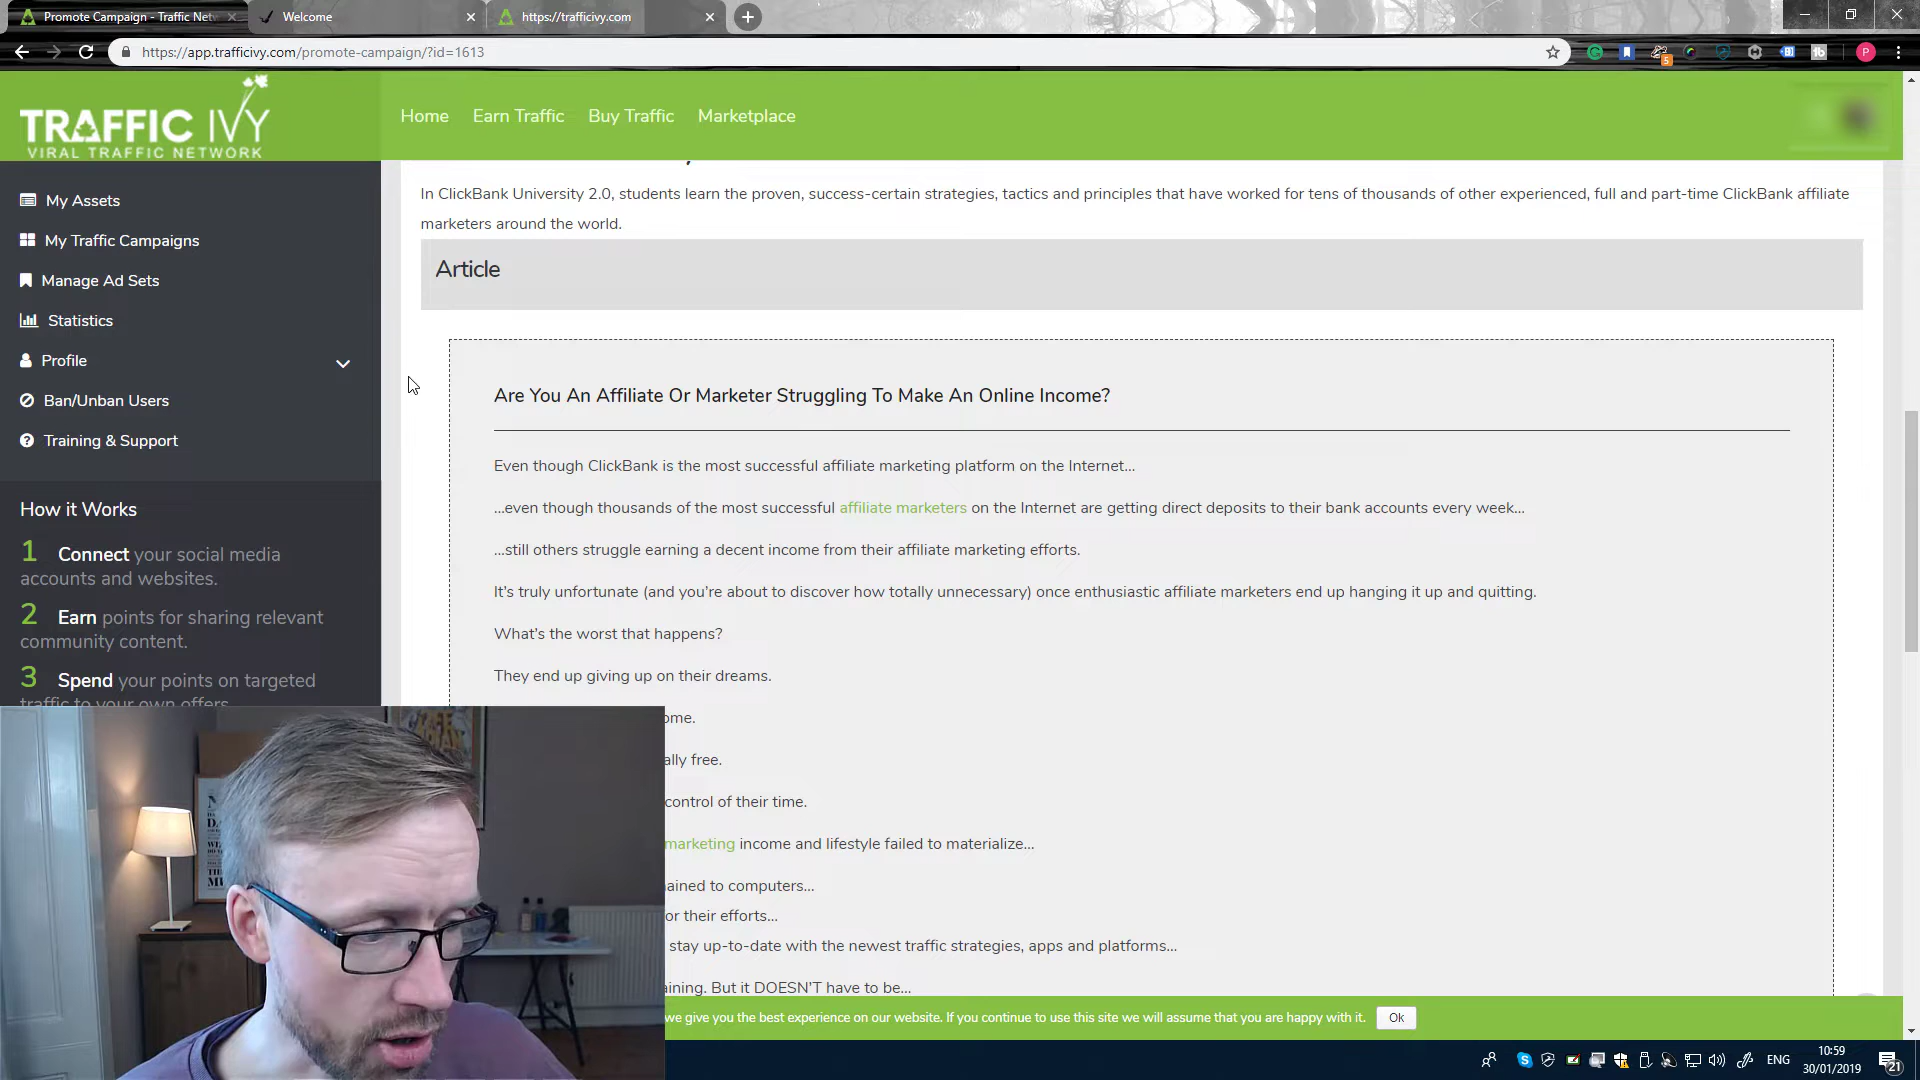 Promote Campaign - Traffic Netw
Welcome
https://trafficivy.com
https://app.trafficivy.com/promote-campaign/?id=1613
5
P
TRAFFIC IVY
VIRAL TRAFFIC NETWORK
Home
Earn Traffic
Buy Traffic
Marketplace
My Assets
My Traffic Campaigns
Manage Ad Sets
Statistics
Profile
Ban/Unban Users
Training & Support
How it Works
1 Connect your social media
accounts and websites.
2 Earn points for sharing relevant
community content.
3 Spend your points on targeted
traffic to your own offers
In ClickBank University 2.0, students learn the proven, success-certain strategies, tactics and principles that have worked for tens of thousands of other experienced, full and part-time ClickBank affiliate
marketers around the world.
Article
Are You An Affiliate Or Marketer Struggling To Make An Online Income?
Even though ClickBank is the most successful affiliate marketing platform on the Internet…
…even though thousands of the most successful affiliate marketers on the Internet are getting direct deposits to their bank accounts every week…
…still others struggle earning a decent income from their affiliate marketing efforts.
It's truly unfortunate (and you're about to discover how totally unnecessary) once enthusiastic affiliate marketers end up hanging it up and quitting.
What's the worst that happens?
They end up giving up on their dreams.
ome.
ally free.
control of their time.
marketing income and lifestyle failed to materialize…
ained to computers…
or their efforts…
stay up-to-date with the newest traffic strategies, apps and platforms…
aining. But it DOESN'T have to be…
we give you the best experience on our website. If you continue to use this site we will assume that you are happy with it.
Ok
ENG
10:59
30/01/2019
21